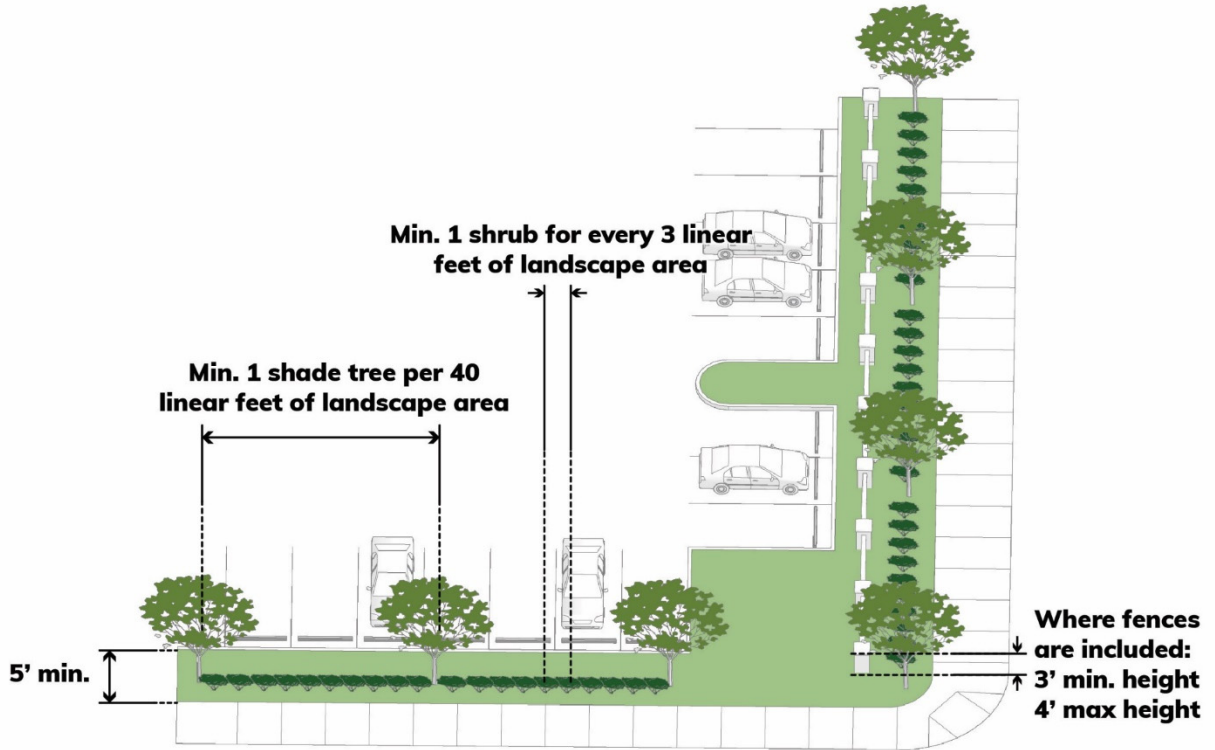 Min. 1 shrub for every 3 linear
feet of landscape area
Min. 1 shade tree per 40
linear feet of landscape area
5’ min.
Where fences
are included:
3’ min. height
4’ max height